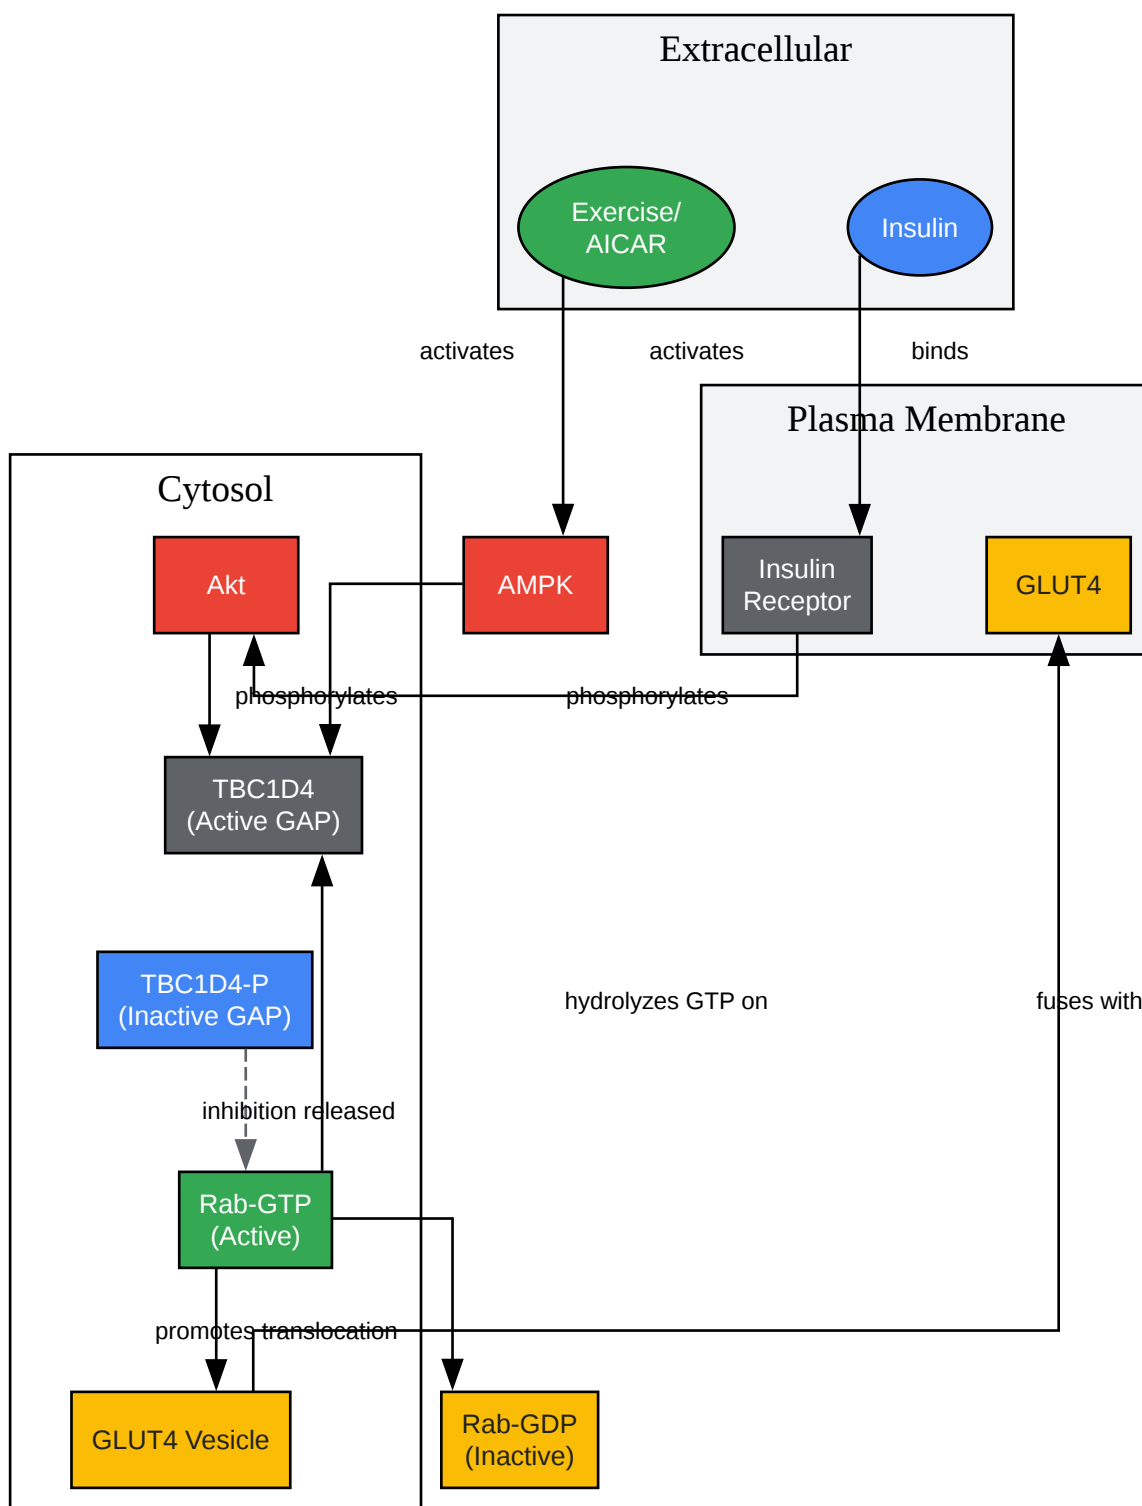 Extracellular
Exercise/
AICAR
Insulin
activates
activates
binds
Plasma Membrane
Cytosol
Akt
AMPK
Insulin
Receptor
GLUT4
phosphorylates
phosphorylates
TBC1D4
(Active GAP)
TBC1D4-P
(Inactive GAP)
hydrolyzes GTP on
fuses with
inhibition released
Rab-GTP
(Active)
promotes translocation
GLUT4 Vesicle
Rab-GDP
(Inactive)